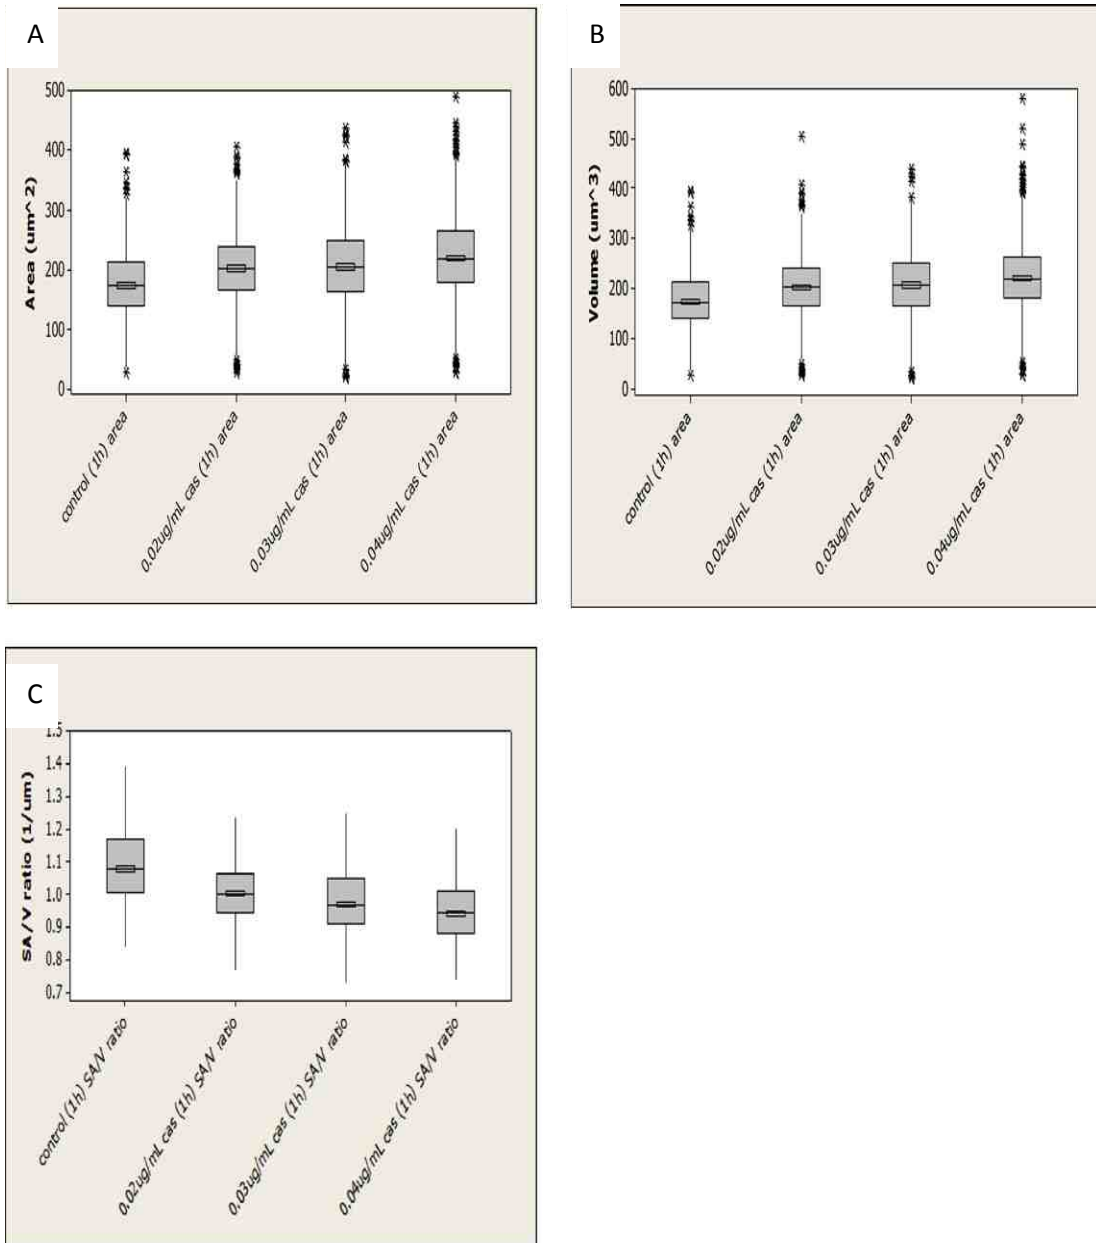 A
Area (um^2)
500
400
300
200
100
0
control (1h) area
0.02ug/mL cas (1h) area
0.03ug/mL cas (1h) area
0.04ug/mL cas (1h) area
B
Volume (um^3)
600
500
400
300
200
100
0
control (1h) area
0.02ug/mL cas (1h) area
0.03ug/mL cas (1h) area
0.04ug/mL cas (1h) area
C
SA/V ratio (1/um)
1.5
1.4
1.3
1.2
1.1
1.0
0.9
0.8
0.7
control (1h) SA/V ratio
0.02ug/mL cas (1h) SA/V ratio
0.03ug/mL cas (1h) SA/V ratio
0.04ug/mL cas (1h) SA/V ratio